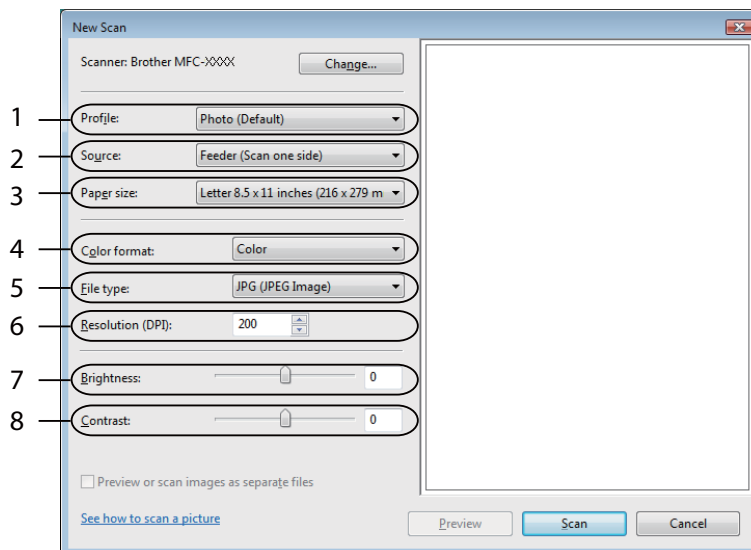 New Scan
Scanner: Brother MFC-XXXX Change...
1 Profile: Photo (Default)
2 Source: Feeder (Scan one side)
3 Paper size: Letter 8.5 x 11 inches (216 x 279 m
4 Color format: Color
5 File type: JPG (JPEG Image)
6 Resolution (DPI): 200
7 Brightness: 0
8 Contrast: 0
Preview or scan images as separate files
See how to scan a picture
Preview Scan Cancel